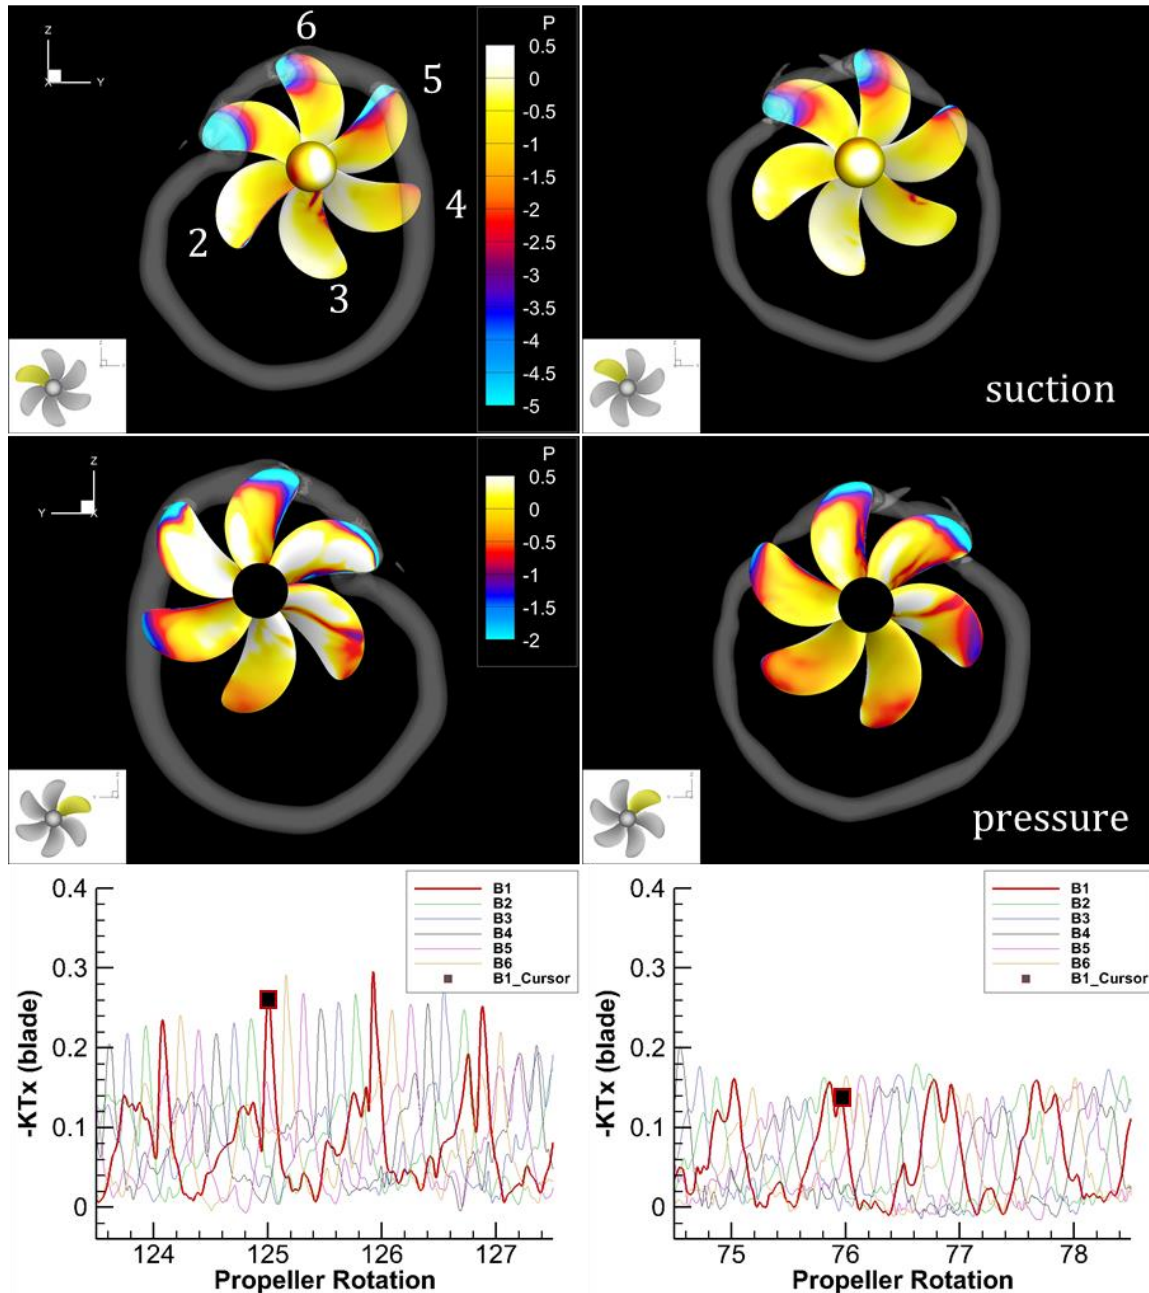 Z
X
Y
6
5
4
2
3
P
0.5
0
-0.5
-1
-1.5
-2
-2.5
-3
-3.5
-4
-4.5
-5
suction
Z
Y
X
P
0.5
0
-0.5
-1
-1.5
-2
pressure
-KTx (blade)
0.4
0.3
0.2
0.1
0
B1
B2
B3
B4
B5
B6
B1_Cursor
124
125
126
127
Propeller Rotation
-KTx (blade)
0.4
0.3
0.2
0.1
0
B1
B2
B3
B4
B5
B6
B1_Cursor
75
76
77
78
Propeller Rotation